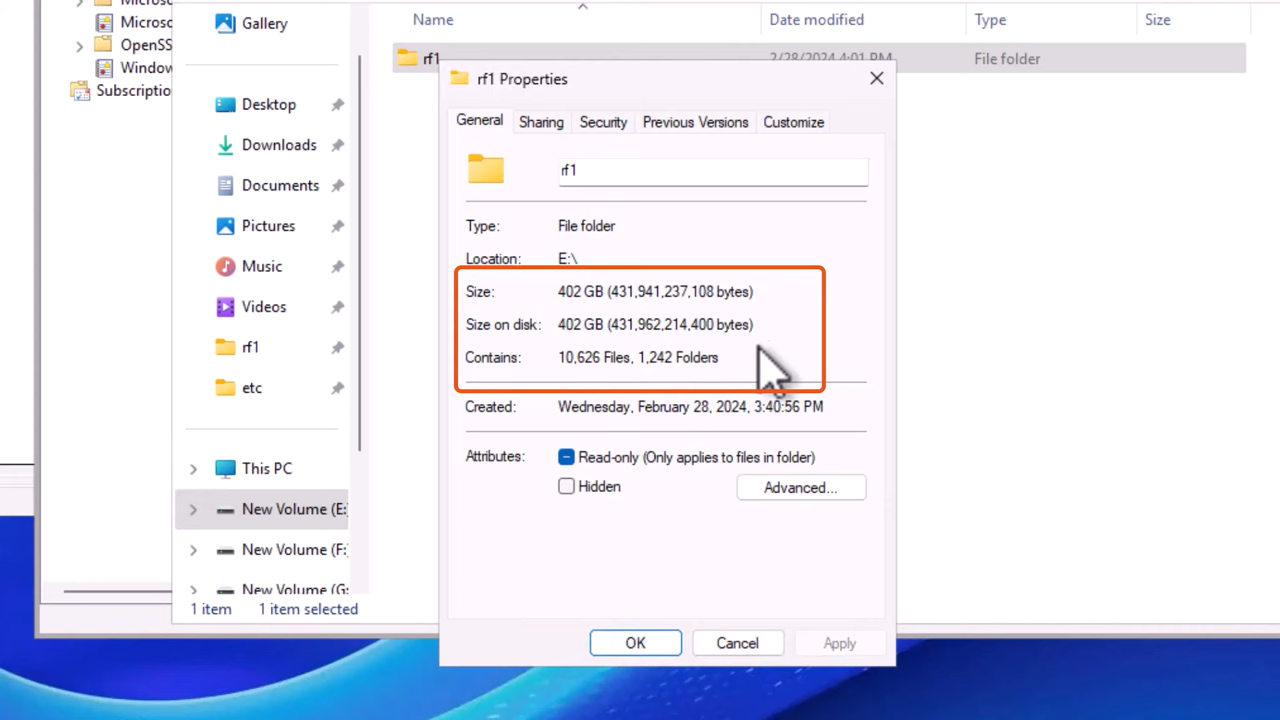 Microsc
Microsc
OpenSS
Window
Subscriptio
Gallery
Desktop
Downloads
Documents
Pictures
Music
Videos
rf1
etc
This PC
New Volume (E:
New Volume (F:
New Volume (G:
1 item 1 item selected
Name Date modified Type Size
rf1 2/28/2024 4:01 PM File folder
rf1 Properties
General Sharing Security Previous Versions Customize
rf1
Type: File folder
Location: E:\
Size: 402 GB (431,941,237,108 bytes)
Size on disk: 402 GB (431,962,214,400 bytes)
Contains: 10,626 Files, 1,242 Folders
Created: Wednesday, February 28, 2024, 3:40:56 PM
Attributes: Read-only (Only applies to files in folder)
Hidden Advanced...
OK Cancel Apply